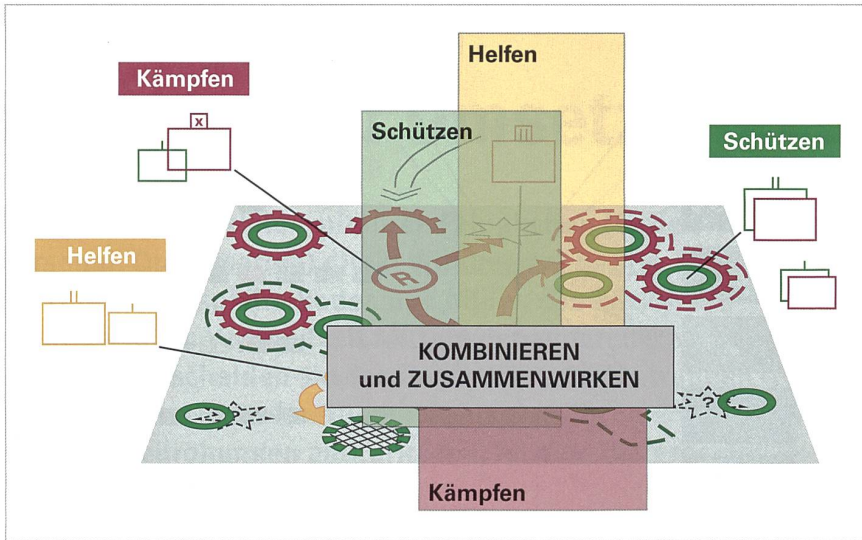 Helfen
Kämpfen
x
Schützen
Schützen
Helfen
R
KOMBINIEREN
und ZUSAMMENWIRKEN
?
?
Kämpfen